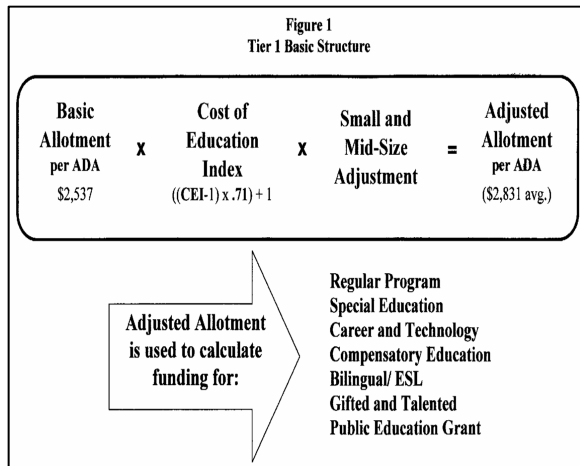 Figure 1
Tier 1 Basic Structure
Basic
Allotment
per ADA
$2,537
x
Cost of
Education
Index
((CEI-1) x .71) + 1
x
Small and
Mid-Size
Adjustment
=
Adjusted
Allotment
per ADA
($2,831 avg.)
Adjusted Allotment
is used to calculate
funding for:
Regular Program
Special Education
Career and Technology
Compensatory Education
Bilingual/ ESL
Gifted and Talented
Public Education Grant